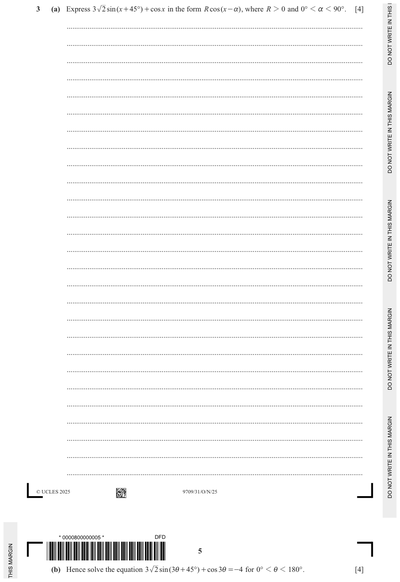 3 (a) Express 3√2 sin(x+45°)+cos x in the form R cos(x−α), where R > 0 and 0° < α < 90°. [4]
DO NOT WRITE IN THIS MARGIN
DO NOT WRITE IN THIS MARGIN
DO NOT WRITE IN THIS MARGIN
DO NOT WRITE IN THIS MARGIN
© UCLES 2025
9709/31/O/N/25
DO NOT WRITE IN THIS MARGIN
THIS MARGIN
* 0000800000005 *
DFD
5
(b) Hence solve the equation 3√2 sin(3θ+45°)+cos 3θ = −4 for 0° < θ < 180°. [4]